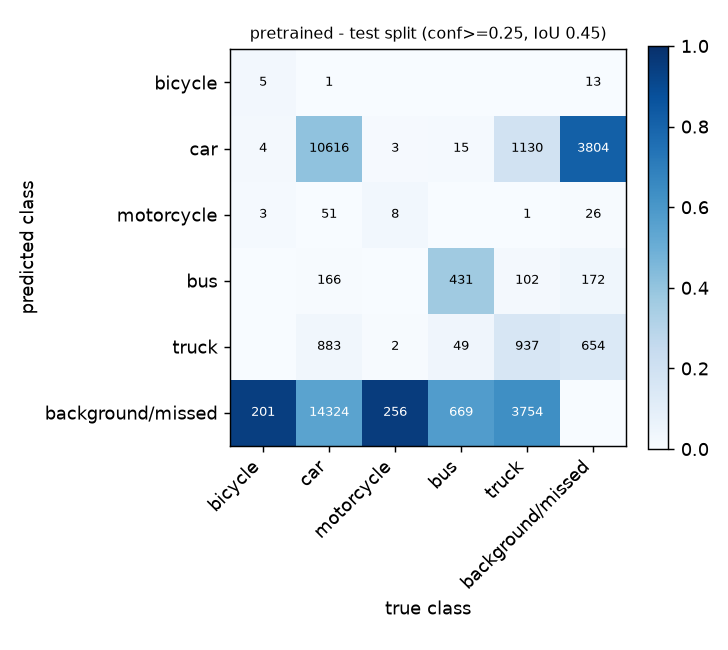 pretrained - test split (conf>=0.25, IoU 0.45)
predicted class
bicycle 5 1 13
car 4 10616 3 15 1130 3804
motorcycle 3 51 8 1 26
bus 166 431 102 172
truck 883 2 49 937 654
background/missed 201 14324 256 669 3754
bicycle car motorcycle bus truck background/missed
true class
1.0
0.8
0.6
0.4
0.2
0.0